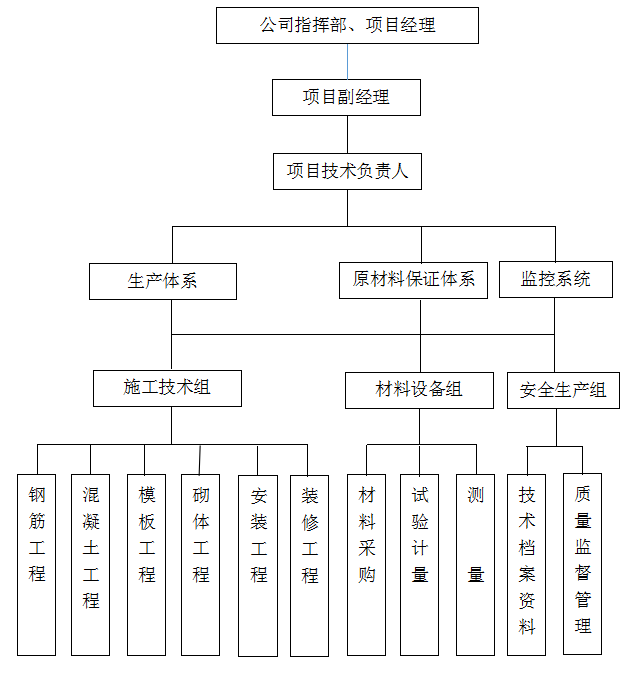 公司指挥部、项目经理
项目副经理
项目技术负责人
生产体系
原材料保证体系
监控系统
施工技术组
材料设备组
安全生产组
钢筋工程
混凝土工程
模板工程
砌体工程
安装工程
装修工程
材料采购
试验计量
测 量
技术档案资料
质量监督管理